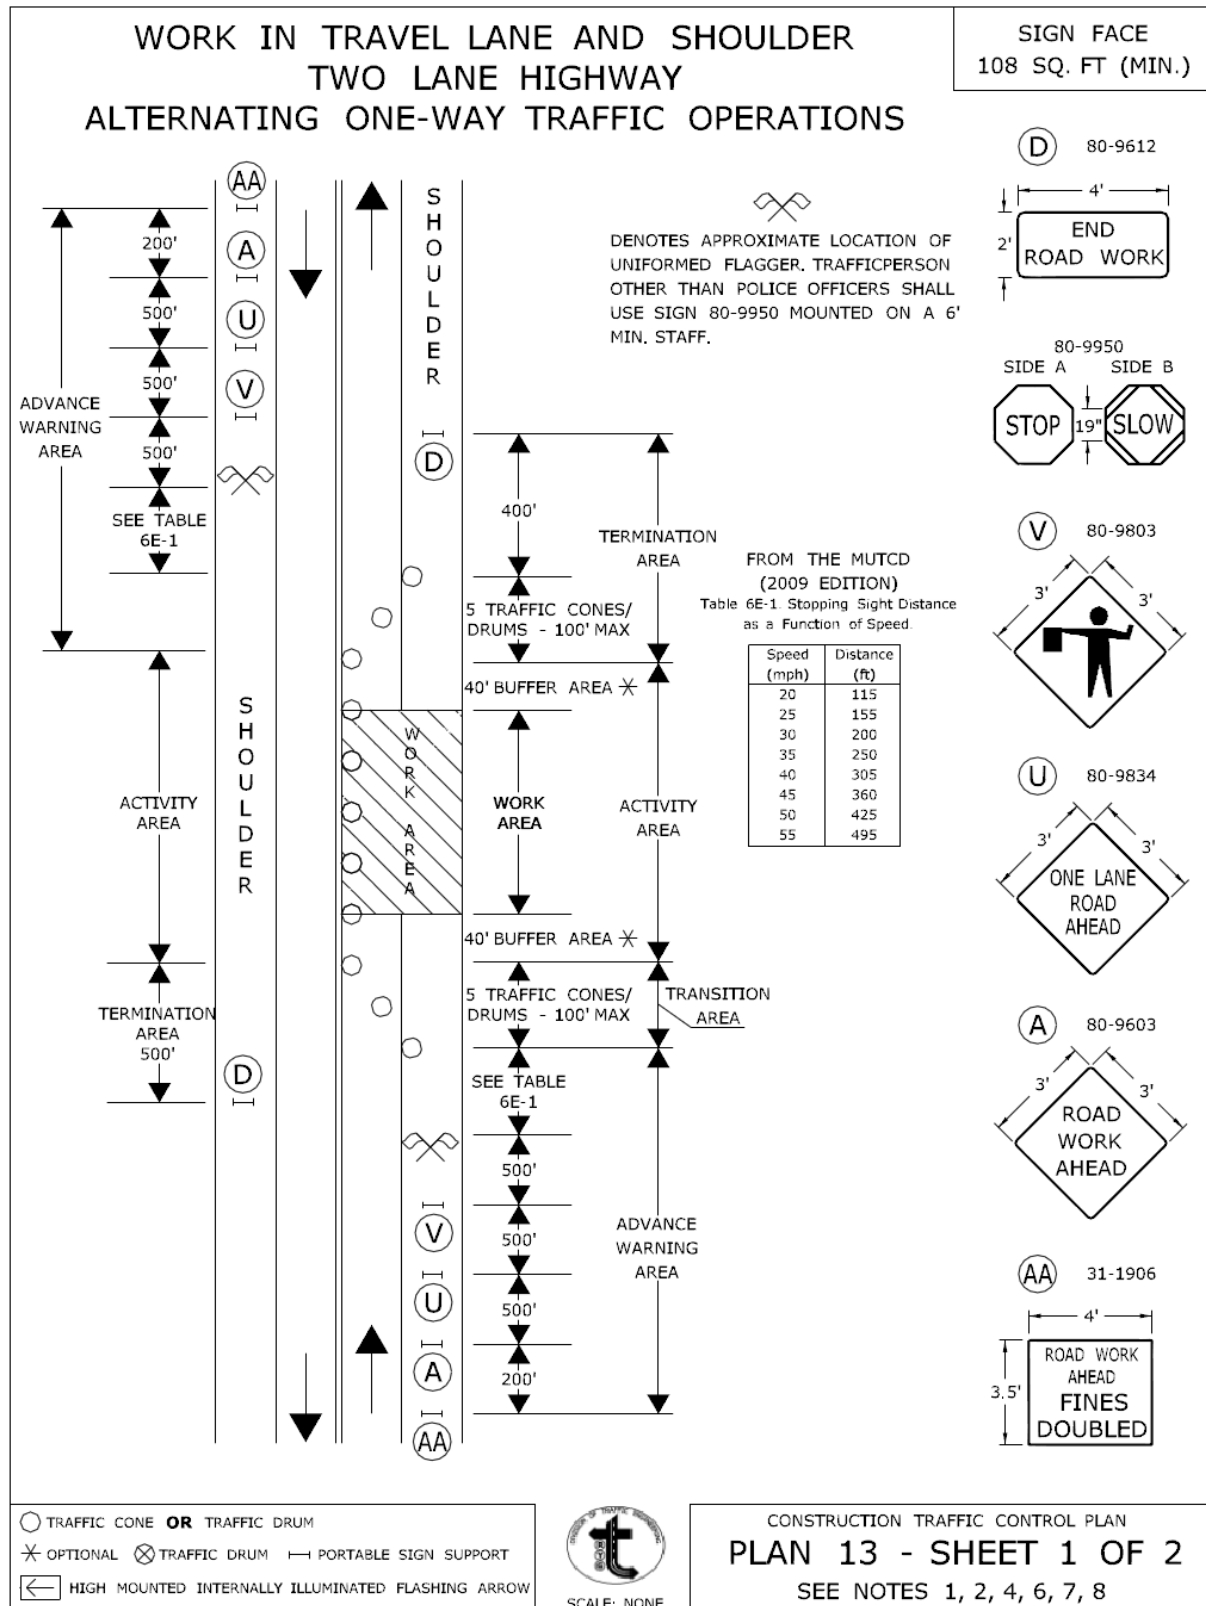 WORK IN TRAVEL LANE AND SHOULDER
TWO LANE HIGHWAY
ALTERNATING ONE-WAY TRAFFIC OPERATIONS
SIGN FACE
108 SQ. FT (MIN.)
AA
A
U
V
200'
500'
500'
500'
ADVANCE
WARNING
AREA
SEE TABLE
6E-1
SHOULDER
ACTIVITY
AREA
TERMINATION
AREA
500'
D
SHOULDER
D
400'
TERMINATION
AREA
5 TRAFFIC CONES/
DRUMS - 100' MAX
40' BUFFER AREA *
WORK AREA
WORK
AREA
ACTIVITY
AREA
40' BUFFER AREA *
5 TRAFFIC CONES/
DRUMS - 100' MAX
TRANSITION
AREA
SEE TABLE
6E-1
500'
500'
500'
200'
V
U
A
AA
ADVANCE
WARNING
AREA
DENOTES APPROXIMATE LOCATION OF
UNIFORMED FLAGGER. TRAFFICPERSON
OTHER THAN POLICE OFFICERS SHALL
USE SIGN 80-9950 MOUNTED ON A 6'
MIN. STAFF.
FROM THE MUTCD
(2009 EDITION)
Table 6E-1. Stopping Sight Distance
as a Function of Speed.
Speed (mph) Distance (ft)
20 115
25 155
30 200
35 250
40 305
45 360
50 425
55 495
D 80-9612
4'
2'
END
ROAD WORK
80-9950
SIDE A SIDE B
STOP 19" SLOW
V 80-9803
3' 3'
U 80-9834
3' 3'
ONE LANE
ROAD
AHEAD
A 80-9603
3' 3'
ROAD
WORK
AHEAD
AA 31-1906
4'
3.5'
ROAD WORK
AHEAD
FINES
DOUBLED
TRAFFIC CONE OR TRAFFIC DRUM
* OPTIONAL TRAFFIC DRUM PORTABLE SIGN SUPPORT
HIGH MOUNTED INTERNALLY ILLUMINATED FLASHING ARROW
DIVISION OF TRAFFIC ENGINEERING
SCALE: NONE
CONSTRUCTION TRAFFIC CONTROL PLAN
PLAN 13 - SHEET 1 OF 2
SEE NOTES 1, 2, 4, 6, 7, 8